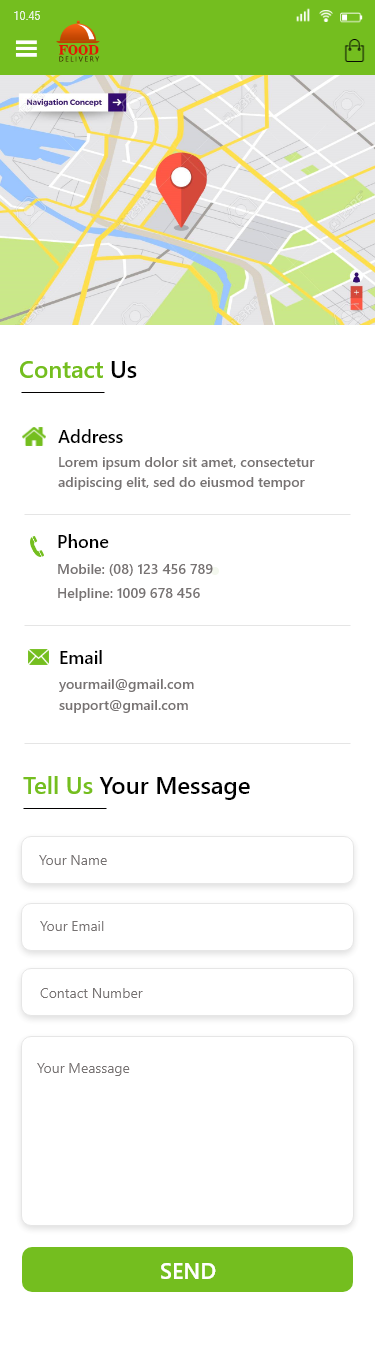 10.45
FOOD
DELIVERY
Navigation Concept
Contact Us
Address
Lorem ipsum dolor sit amet, consectetur
adipiscing elit, sed do eiusmod tempor
Phone
Mobile: (08) 123 456 789
Helpline: 1009 678 456
Email
yourmail@gmail.com
support@gmail.com
Tell Us Your Message
Your Name
Your Email
Contact Number
Your Meassage
SEND